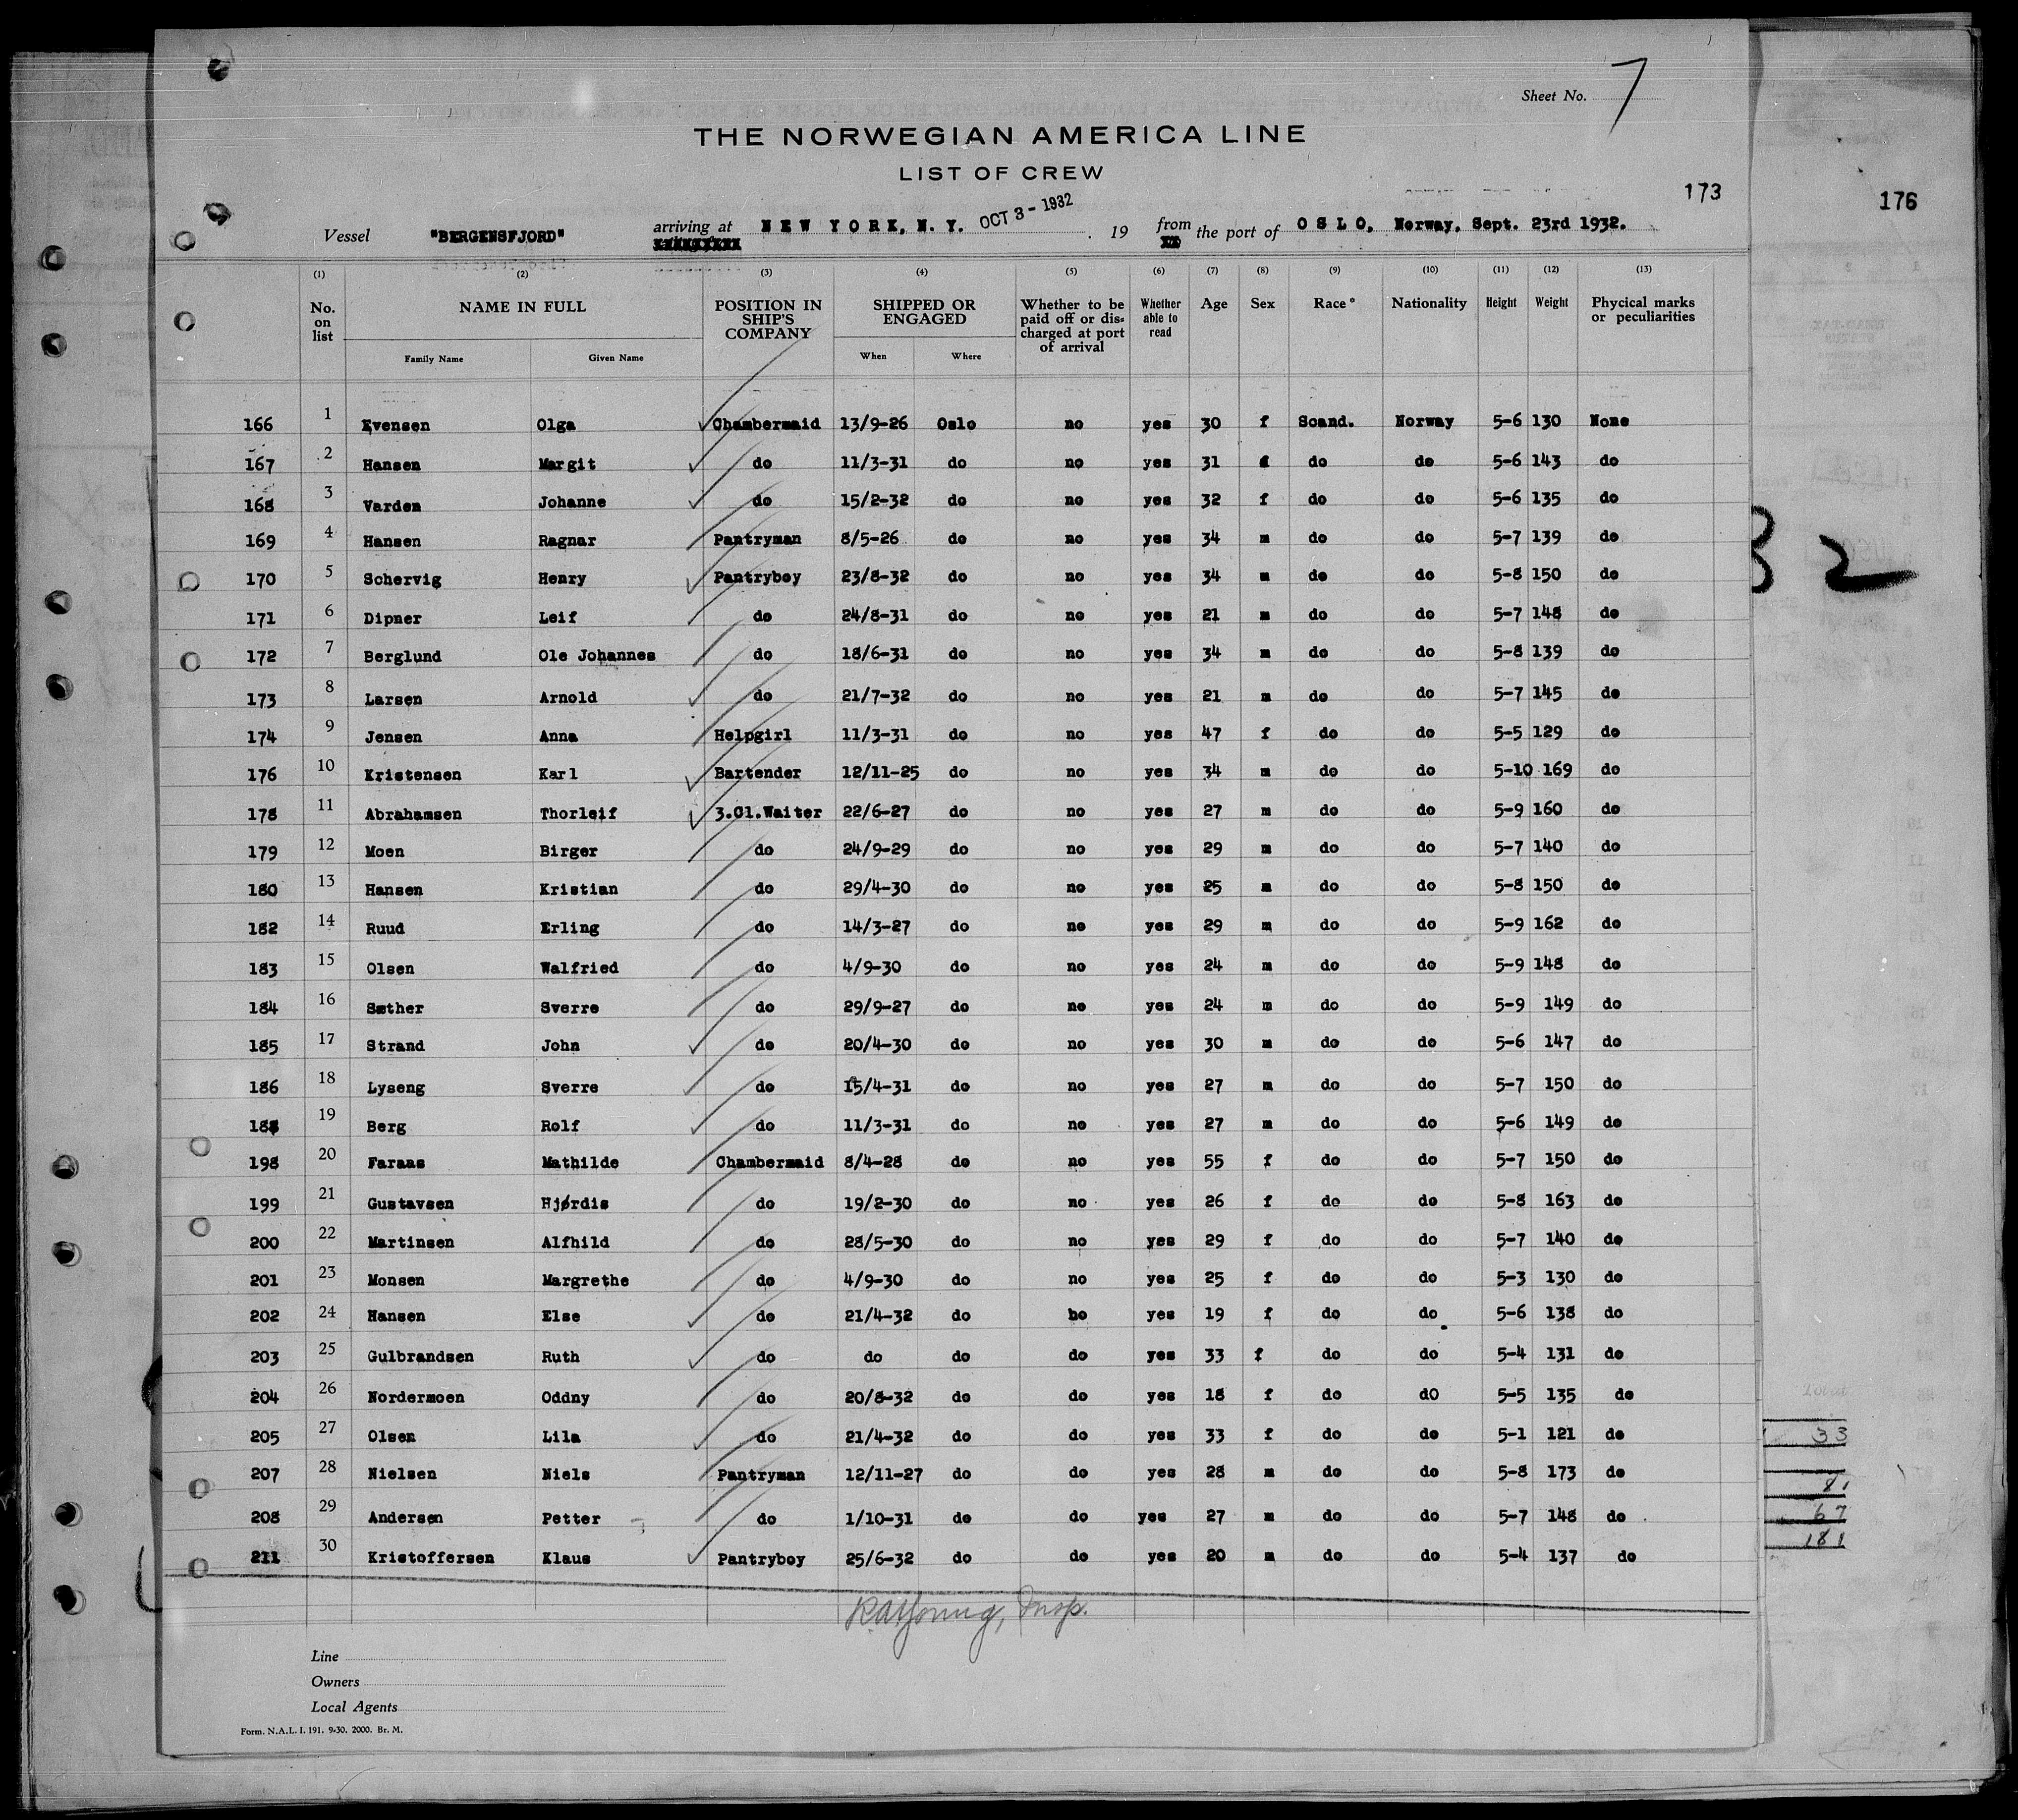 Sheet No. 7
THE NORWEGIAN AMERICA LINE
LIST OF CREW
173
176
Vessel "BERGENSFJORD" arriving at NEW YORK, N. Y. OCT 3 - 1932 . 19 from the port of OSLO, Norway, Sept. 23rd 1932.
(1) (2) (3) (4) (5) (6) (7) (8) (9) (10) (11) (12) (13)
No. on list NAME IN FULL POSITION IN SHIP'S COMPANY SHIPPED OR ENGAGED Whether to be paid off or dis-charged at port of arrival Whether able to read Age Sex Race Nationality Height Weight Phycical marks or peculiarities
Family Name Given Name When Where
166 1 Evensen Olga Chambermaid 13/9-26 Oslo no yes 30 f Scand. Norway 5-6 130 None
167 2 Hansen Margit do 11/3-31 do no yes 31 do do 5-6 143 do
168 3 Varden Johanne do 15/2-32 do no yes 32 f do do 5-6 135 do
169 4 Hansen Ragnar Pantryman 8/5-26 do no yes 34 m do do 5-7 139 do
170 5 Schervig Henry Pantryboy 23/8-32 do no yes 34 m do do 5-8 150 do
171 6 Dipner Leif do 24/8-31 do no yes 21 m do do 5-7 148 do
172 7 Berglund Ole Johannes do 18/6-31 do no yes 34 m do do 5-8 139 do
173 8 Larsen Arnold do 21/7-32 do no yes 21 m do do 5-7 145 do
174 9 Jensen Anna Helpgirl 11/3-31 do no yes 47 f do do 5-5 129 do
176 10 Kristensen Karl Bartender 12/11-25 do no yes 34 m do do 5-10 169 do
178 11 Abrahamsen Thorleif 3.Cl.Waiter 22/6-27 do no yes 27 m do do 5-9 160 do
179 12 Moen Birger do 24/9-29 do no yes 29 m do do 5-7 140 do
180 13 Hansen Kristian do 29/4-30 do no yes 25 m do do 5-8 150 do
182 14 Ruud Erling do 14/3-27 do no yes 29 m do do 5-9 162 do
183 15 Olsen Walfried do 4/9-30 do no yes 24 m do do 5-9 148 do
184 16 Sæther Sverre do 29/9-27 do no yes 24 m do do 5-9 149 do
185 17 Strand John do 20/4-30 do no yes 30 m do do 5-6 147 do
186 18 Lyseng Sverre do 15/4-31 do no yes 27 m do do 5-7 150 do
188 19 Berg Rolf do 11/3-31 do no yes 27 m do do 5-6 149 do
198 20 Faraas Mathilde Chambermaid 8/4-28 do no yes 55 f do do 5-7 150 do
199 21 Gustavsen Hjørdis do 19/2-30 do no yes 26 f do do 5-8 163 do
200 22 Martinsen Alfhild do 28/5-30 do no yes 29 f do do 5-7 140 do
201 23 Monsen Margrethe do 4/9-30 do no yes 25 f do do 5-3 130 do
202 24 Hansen Else do 21/4-32 do ho yes 19 f do do 5-6 138 do
203 25 Gulbrandsen Ruth do do do do yes 33 f do do 5-4 131 do
204 26 Nordermoen Oddny do 20/8-32 do do yes 18 f do dO 5-5 135 do
205 27 Olsen Lila do 21/4-32 do do yes 33 f do do 5-1 121 do
207 28 Nielsen Niels Pantryman 12/11-27 do do yes 28 m do do 5-8 173 do
208 29 Andersen Petter do 1/10-31 do do yes 27 m do do 5-7 148 do
211 30 Kristoffersen Klaus Pantryboy 25/6-32 do do yes 20 m do do 5-4 137 do
RAYoung, Insp.
Line
Owners
Local Agents
Form. N.A.L. I. 191. 9-30. 2000. Br. M.
32
33
81
67
181